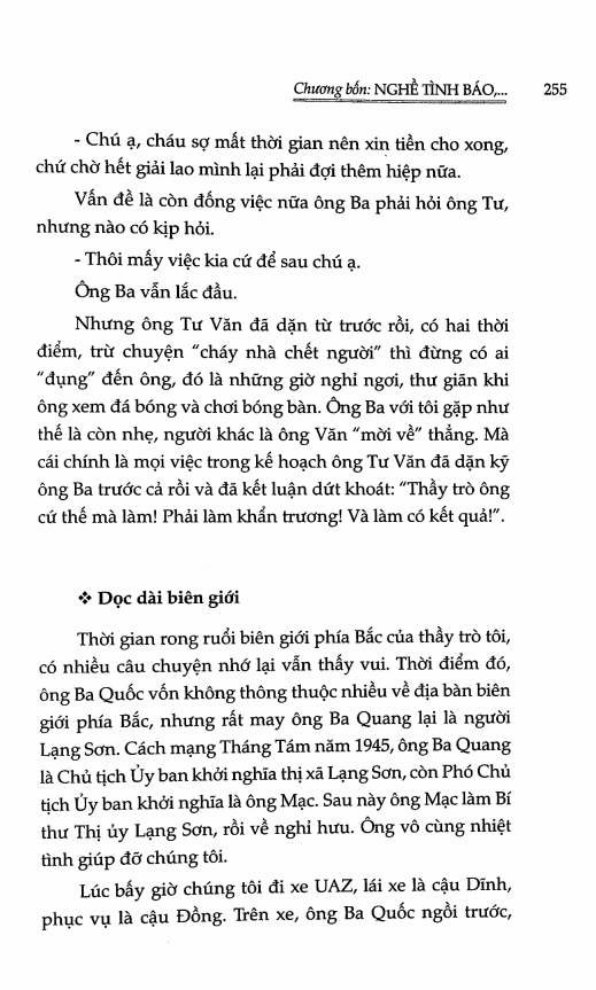 Chương bốn: NGHỀ TÌNH BÁO,... 255
- Chú ạ, cháu sợ mất thời gian nên xin tiền cho xong,
chứ chờ hết giải lao mình lại phải đợi thêm hiệp nữa.
Vấn đề là còn đống việc nữa ông Ba phải hỏi ông Tư,
nhưng nào có kịp hỏi.
- Thôi mấy việc kia cứ để sau chú ạ.
Ông Ba vẫn lắc đầu.
Nhưng ông Tư Văn đã dặn từ trước rồi, có hai thời
điểm, trừ chuyện "cháy nhà chết người" thì đừng có ai
"đụng" đến ông, đó là những giờ nghỉ ngơi, thư giãn khi
ông xem đá bóng và chơi bóng bàn. Ông Ba với tôi gặp như
thế là còn nhẹ, người khác là ông Văn "mời về" thẳng. Mà
cái chính là mọi việc trong kế hoạch ông Tư Văn đã dặn kỹ
ông Ba trước cả rồi và đã kết luận dứt khoát: "Thầy trò ông
cứ thế mà làm! Phải làm khẩn trương! Và làm có kết quả!".
❖ Dọc dài biên giới
Thời gian rong ruổi biên giới phía Bắc của thầy trò tôi,
có nhiều câu chuyện nhớ lại vẫn thấy vui. Thời điểm đó,
ông Ba Quốc vốn không thông thuộc nhiều về địa bàn biên
giới phía Bắc, nhưng rất may ông Ba Quang lại là người
Lạng Sơn. Cách mạng Tháng Tám năm 1945, ông Ba Quang
là Chủ tịch Ủy ban khởi nghĩa thị xã Lạng Sơn, còn Phó Chủ
tịch Ủy ban khởi nghĩa là ông Mạc. Sau này ông Mạc làm Bí
thư Thị ủy Lạng Sơn, rồi về nghỉ hưu. Ông vô cùng nhiệt
tình giúp đỡ chúng tôi.
Lúc bấy giờ chúng tôi đi xe UAZ, lái xe là cậu Dĩnh,
phục vụ là cậu Đồng. Trên xe, ông Ba Quốc ngồi trước,